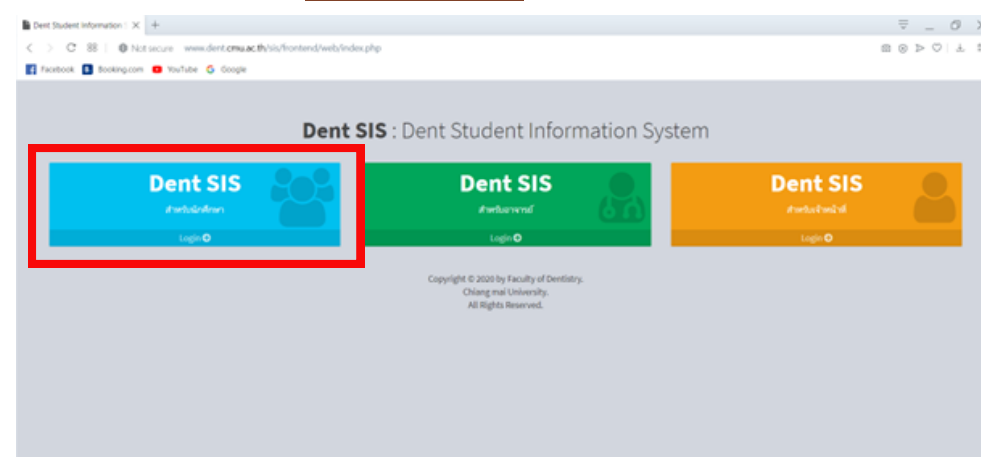 Dent Student Information S
Not secure www.dent.cmu.ac.th/sis/frontend/web/index.php
Facebook Booking.com YouTube Google
Dent SIS : Dent Student Information System
Dent SIS
สำหรับนักศึกษา
Login
Dent SIS
สำหรับอาจารย์
Login
Dent SIS
สำหรับเจ้าหน้าที่
Login
Copyright © 2020 by Faculty of Dentistry.
Chiang mai University.
All Rights Reserved.